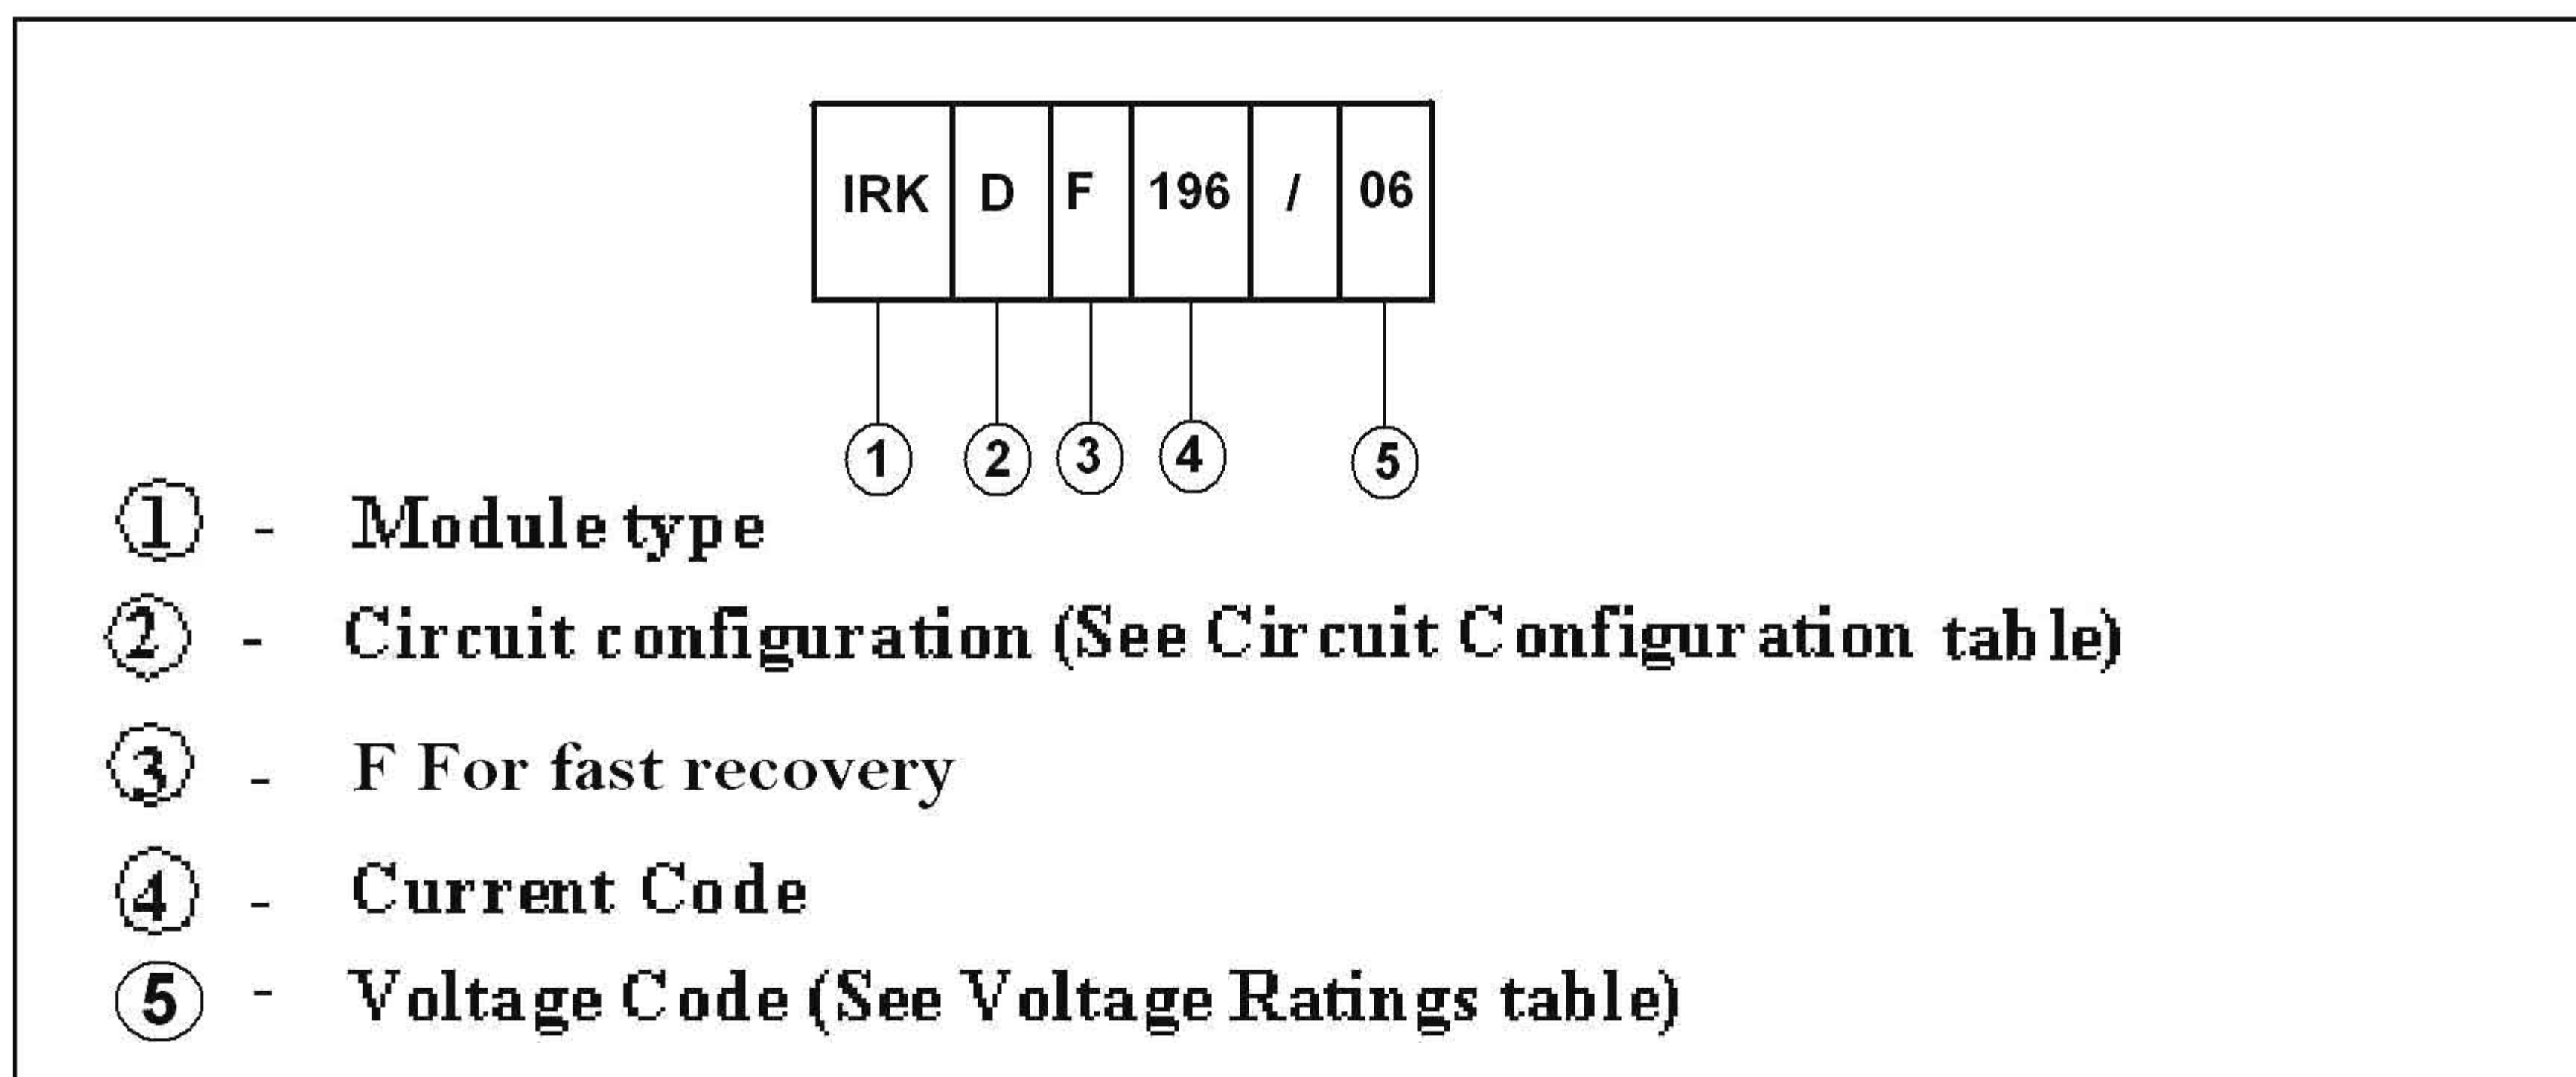 IRK D F 196 / 06
1 2 3 4 5
1 - Module type
2 - Circuit configuration (See Circuit Configuration table)
3 - F For fast recovery
4 - Current Code
5 - Voltage Code (See Voltage Ratings table)